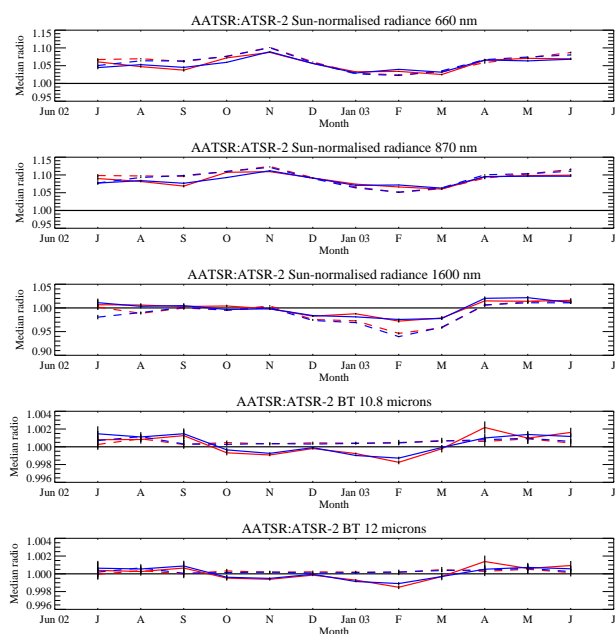 AATSR:ATSR-2 Sun-normalised radiance 660 nm
Median radio
1.15
1.10
1.05
1.00
0.95
Jun 02 J A S O N D Jan 03 F M A M J J
Month
AATSR:ATSR-2 Sun-normalised radiance 870 nm
Median radio
1.15
1.10
1.05
1.00
0.95
Jun 02 J A S O N D Jan 03 F M A M J J
Month
AATSR:ATSR-2 Sun-normalised radiance 1600 nm
Median radio
1.05
1.00
0.95
0.90
Jun 02 J A S O N D Jan 03 F M A M J J
Month
AATSR:ATSR-2 BT 10.8 microns
Median radio
1.004
1.002
1.000
0.998
0.996
Jun 02 J A S O N D Jan 03 F M A M J J
Month
AATSR:ATSR-2 BT 12 microns
Median radio
1.004
1.002
1.000
0.998
0.996
Jun 02 J A S O N D Jan 03 F M A M J J
Month